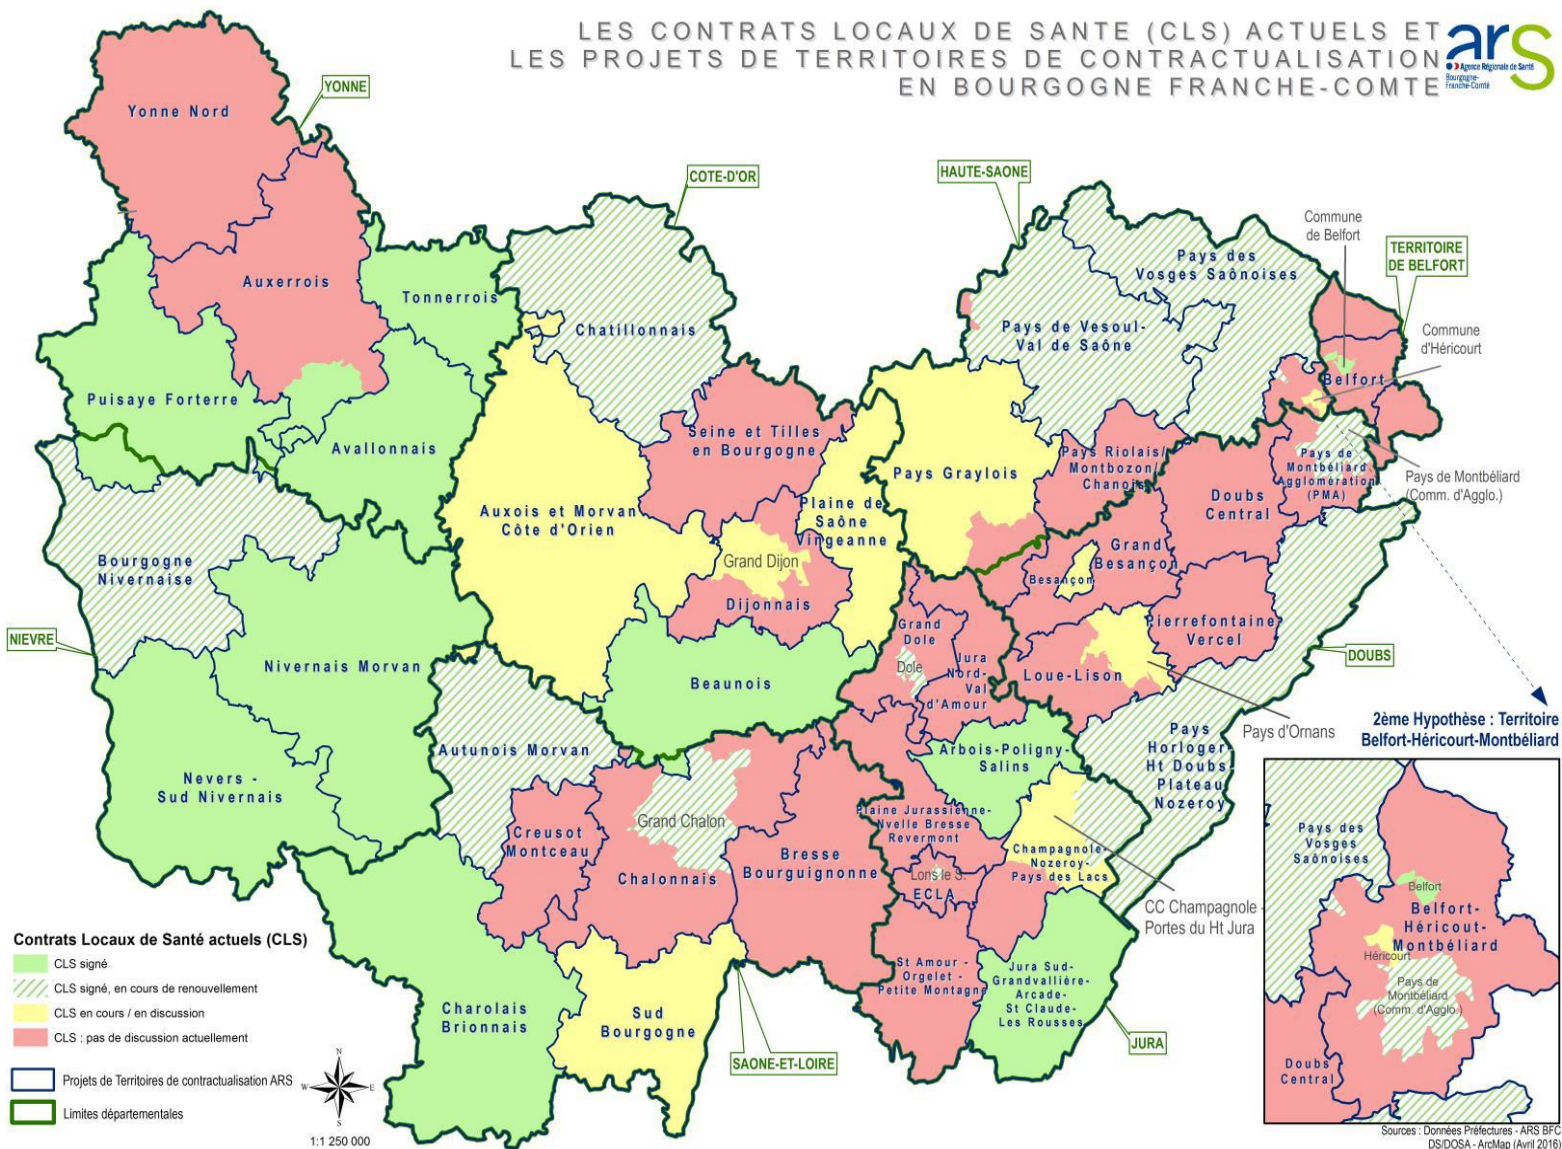 LES CONTRATS LOCAUX DE SANTE (CLS) ACTUELS ET
LES PROJETS DE TERRITOIRES DE CONTRACTUALISATION
EN BOURGOGNE FRANCHE-COMTE
ars
Agence Régionale de Santé
Bourgogne-
Franche-Comté
YONNE
Yonne Nord
Auxerrois
Tonnerrois
Puisaye Forterre
Avallonnais
COTE-D'OR
Chatillonnais
Seine et Tilles
en Bourgogne
Auxois et Morvan
Côte d'Orien
Plaine de
Saône
Vingeanne
Grand Dijon
Dijonnais
Beaunois
HAUTE-SAONE
Pays des
Vosges Saônoises
Pays de Vesoul-
Val de Saône
Pays Graylois
Pays Riolais/
Montbozon/
Chanois
Commune
de Belfort
TERRITOIRE
DE BELFORT
Commune
d'Héricourt
Belfort
Pays de
Montbéliard
Agglomération
(PMA)
Pays de Montbéliard
(Comm. d'Agglo.)
Doubs
Central
Grand
Besançon
Besançon
Pierrefontaine-
Vercel
Loue-Lison
Pays d'Ornans
DOUBS
Pays
Horloger-
Ht Doubs-
Plateau
Nozeroy
NIEVRE
Bourgogne
Nivernaise
Nivernais Morvan
Nevers -
Sud Nivernais
Autunois Morvan
Creusot
Montceau
Grand Chalon
Chalonnais
Bresse
Bourguignonne
Charolais
Brionnais
Sud
Bourgogne
SAONE-ET-LOIRE
Grand
Dole
Dole
Jura
Nord-
Val
d'Amour
Arbois-Poligny-
Salins
Plaine Jurassienne-
Nvelle Bresse
Revermont
Champagnole-
Nozeroy-
Pays des Lacs
Lons le S.
ECLA
CC Champagnole
Portes du Ht Jura
St Amour -
Orgelet -
Petite Montagne
Jura Sud-
Grandvallière-
Arcade-
St Claude-
Les Rousses
JURA
2ème Hypothèse : Territoire
Belfort-Héricourt-Montbéliard
Pays des
Vosges
Saônoises
Belfort
Belfort-
Héricout-
Montbéliard
Héricourt
Pays de
Montbéliard
(Comm. d'Agglo.)
Doubs
Central
Contrats Locaux de Santé actuels (CLS)
CLS signé
CLS signé, en cours de renouvellement
CLS en cours / en discussion
CLS : pas de discussion actuellement
Projets de Territoires de contractualisation ARS
Limites départementales
N
W
E
S
1:1 250 000
Sources : Données Préfectures - ARS BFC
DS/DOSA - ArcMap (Avril 2016)